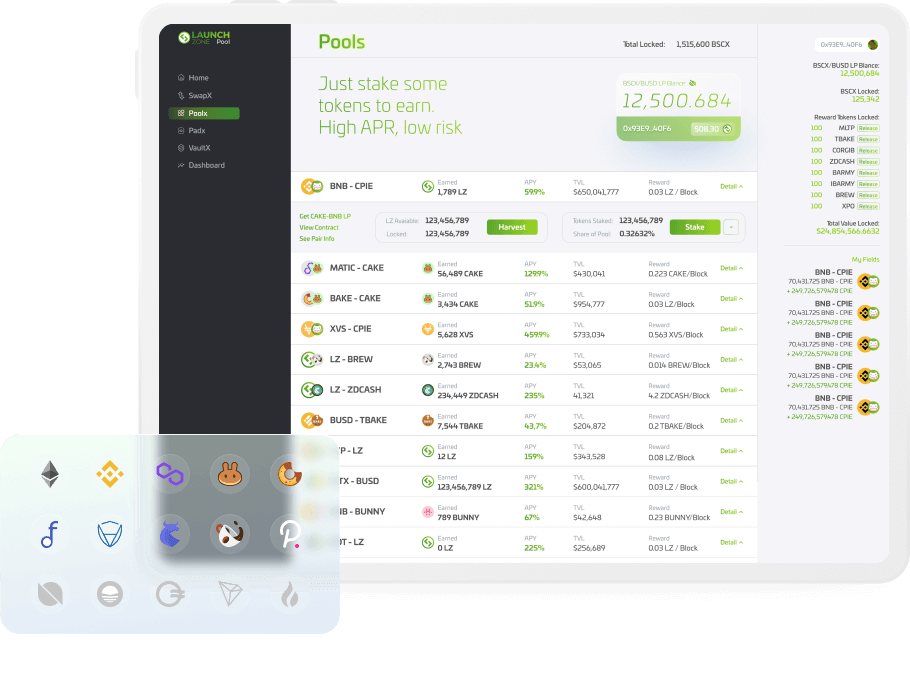 LAUNCH
ZONE Pool
Home
SwapX
Poolx
Padx
VaultX
Dashboard
Pools
Total Locked: 1,515,600 BSCX
Just stake some
tokens to earn.
High APR, low risk
BSCX/BUSD LP Blance:
12,500.684
0x93E9..40F6
508.30
BNB - CPIE
Earned
1,789 LZ
APY
59.9%
TVL
$650,041,777
Reward
0.03 LZ / Block
Detail
Get CAKE-BNB LP
View Contract
See Pair Info
LZ Avaiable: 123,456,789
Locked: 123,456,789
Harvest
Tokens Staked: 123,456,789
Share of Pool: 0.32632%
Stake
-
MATIC - CAKE
Earned
56,489 CAKE
APY
129.9%
TVL
$430,041
Reward
0.223 CAKE/Block
Detail
BAKE - CAKE
Earned
3,434 CAKE
APY
51.9%
TVL
$954,777
Reward
0.03 LZ/Block
Detail
XVS - CPIE
Earned
5,628 XVS
APY
459.9%
TVL
$733,034
Reward
0.563 XVS/Block
Detail
LZ - BREW
Earned
2,743 BREW
APY
23.4%
TVL
$53,065
Reward
0.014 BREW/Block
Detail
LZ - ZDCASH
Earned
234,449 ZDCASH
APY
235%
TVL
41,321
Reward
4.2 ZDCASH/Block
Detail
BUSD - TBAKE
Earned
7,544 TBAKE
APY
43,7%
TVL
$204,872
Reward
0.2 TBAKE/Block
Detail
P - LZ
Earned
12 LZ
APY
159%
TVL
$343,528
Reward
0.08 LZ/Block
Detail
TX - BUSD
Earned
123,456,789 LZ
APY
321%
TVL
$600,041,777
Reward
0.03 LZ / Block
Detail
NB - BUNNY
Earned
789 BUNNY
APY
67%
TVL
$42,648
Reward
0.23 BUNNY/Block
Detail
OT - LZ
Earned
0 LZ
APY
225%
TVL
$256,689
Reward
0.03 LZ / Block
Detail
0x93E9..40F6
BSCX/BUSD LP Blance:
12,500,684
BSCX Locked:
125,342
Reward Tokens Locked:
100 MLTP Release
100 TBAKE Release
100 CORGIB Release
100 ZDCASH Release
100 BARMY Release
100 IBARMY Release
100 BREW Release
100 XPO Release
Total Value Locked:
$24,854,566.6632
My Fields
BNB - CPIE
70,431.725 BNB - CPIE
+ 249,726,579478 CPIE
BNB - CPIE
70,431.725 BNB - CPIE
+ 249,726,579478 CPIE
BNB - CPIE
70,431.725 BNB - CPIE
+ 249,726,579478 CPIE
BNB - CPIE
70,431.725 BNB - CPIE
+ 249,726,579478 CPIE
BNB - CPIE
70,431.725 BNB - CPIE
+ 249,726,579478 CPIE